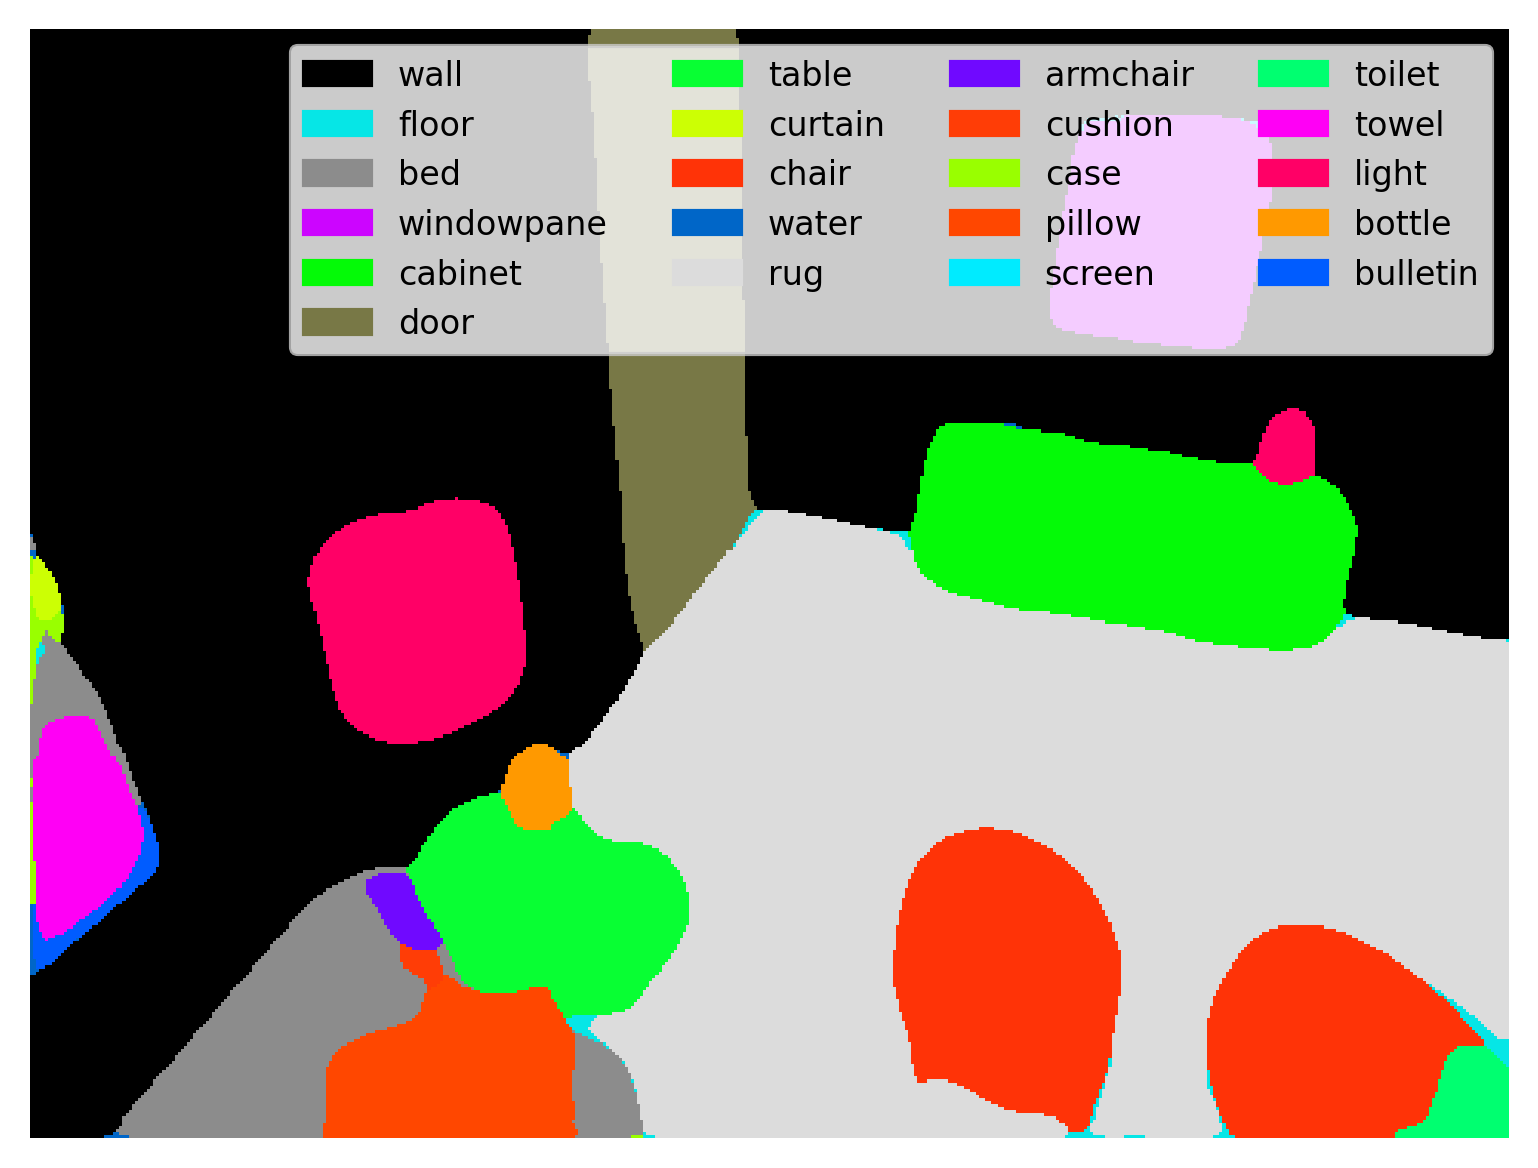 wall
floor
bed
windowpane
cabinet
door
table
curtain
chair
water
rug
armchair
cushion
case
pillow
screen
toilet
towel
light
bottle
bulletin